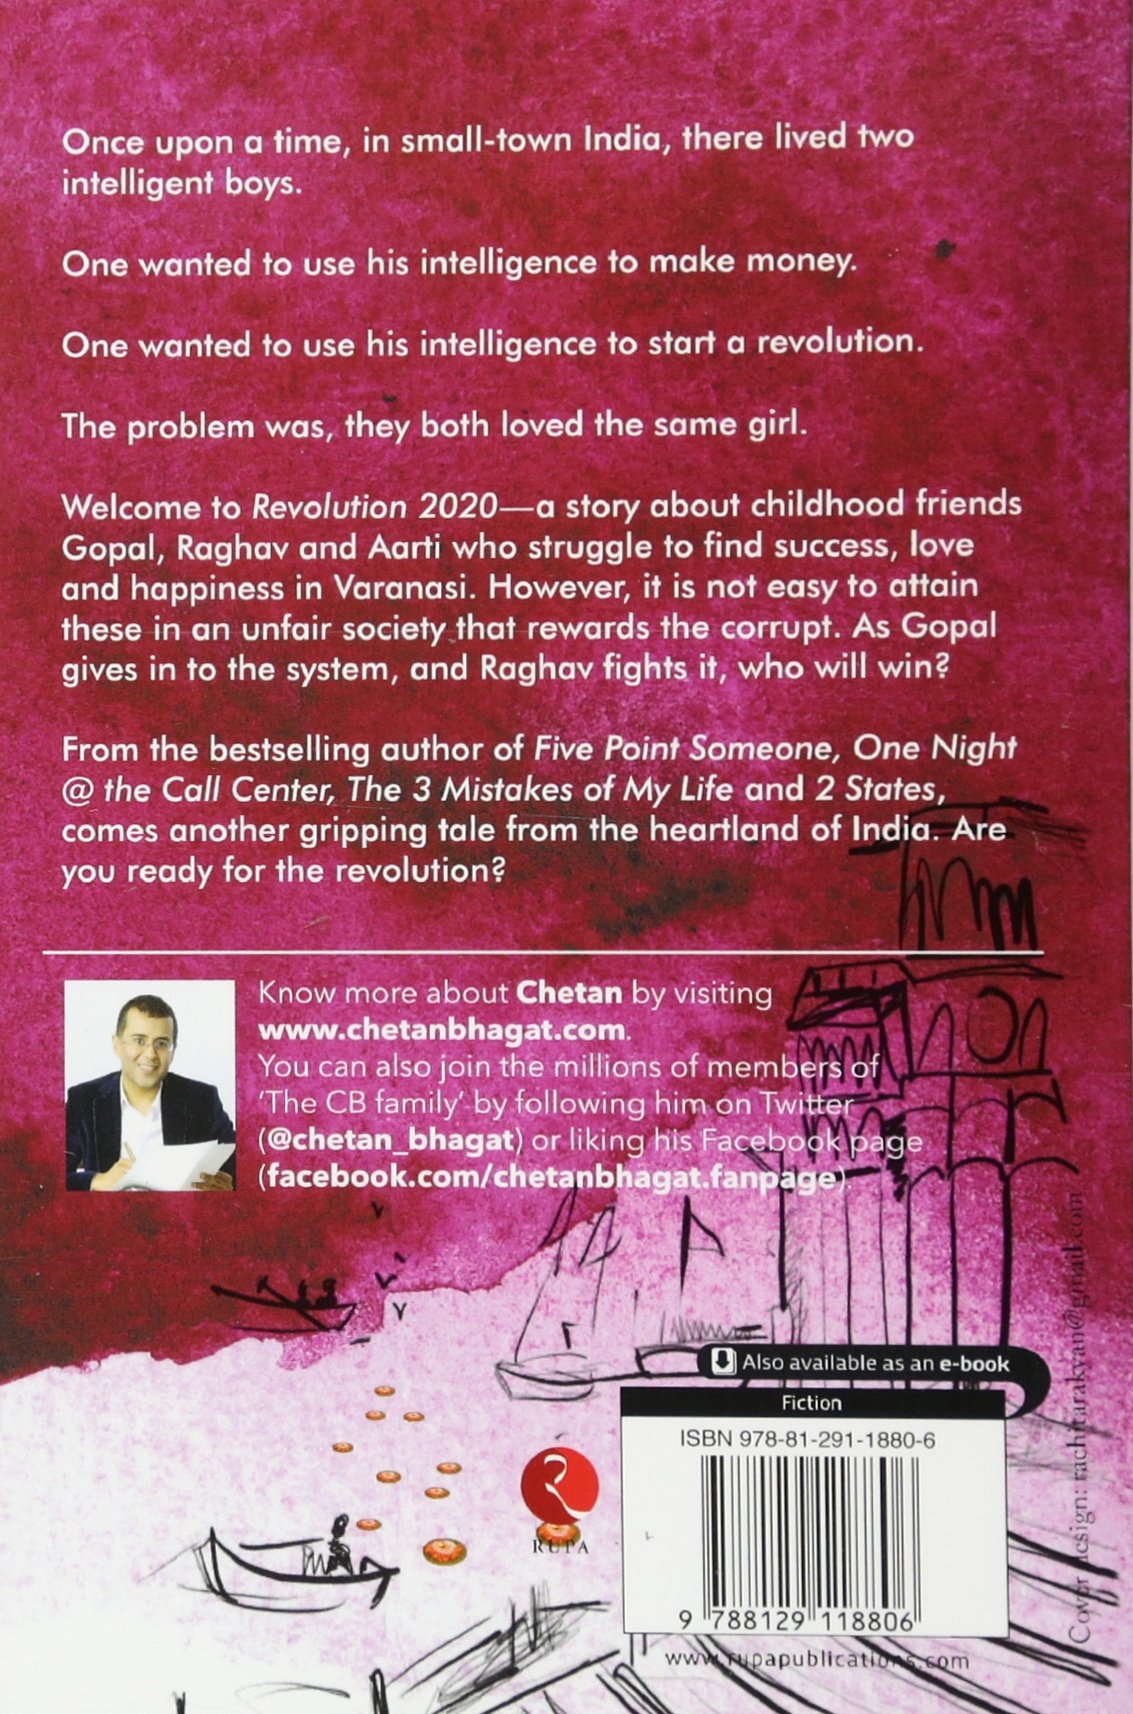 Once upon a time, in small-town India, there lived two
intelligent boys.
One wanted to use his intelligence to make money.
One wanted to use his intelligence to start a revolution.
The problem was, they both loved the same girl.
Welcome to Revolution 2020—a story about childhood friends
Gopal, Raghav and Aarti who struggle to find success, love
and happiness in Varanasi. However, it is not easy to attain
these in an unfair society that rewards the corrupt. As Gopal
gives in to the system, and Raghav fights it, who will win?
From the bestselling author of Five Point Someone, One Night
@ the Call Center, The 3 Mistakes of My Life and 2 States,
comes another gripping tale from the heartland of India. Are
you ready for the revolution?
Know more about Chetan by visiting
www.chetanbhagat.com.
You can also join the millions of members of
'The CB family' by following him on Twitter
(@chetan_bhagat) or liking his Facebook page
(facebook.com/chetanbhagat.fanpage).
Also available as an e-book
Fiction
ISBN 978-81-291-1880-6
9 788129 118806
RUPA
www.rupapublications.com
Cover design: rachitarakyan@gmail.com